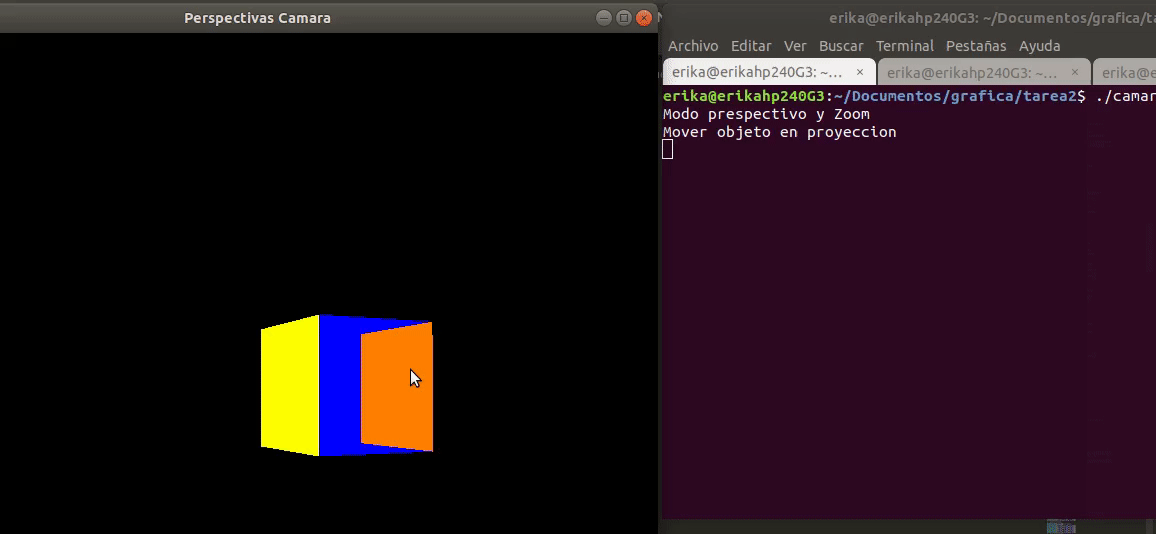 Perspectivas Camara
erika@erikahp240G3: ~/Documentos/grafica/ta
Archivo Editar Ver Buscar Terminal Pestañas Ayuda
erika@erikahp240G3: ~... × erika@erikahp240G3: ~... × erika@e
erika@erikahp240G3:~/Documentos/grafica/tarea2$ ./camar
Modo prespectivo y Zoom
Mover objeto en proyeccion